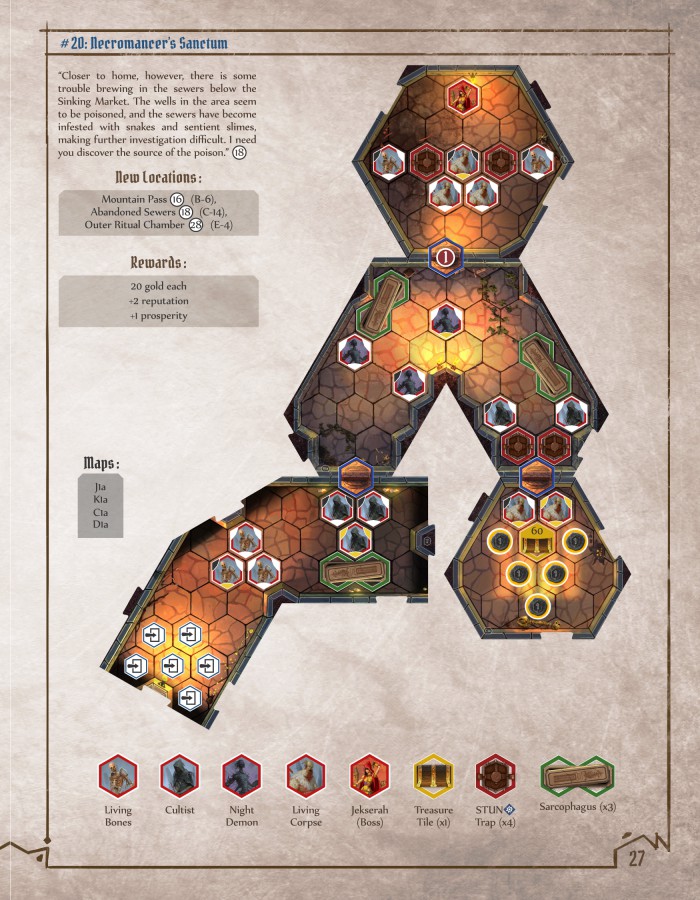 #20: Necromancer's Sanctum
"Closer to home, however, there is some
trouble brewing in the sewers below the
Sinking Market. The wells in the area seem
to be poisoned, and the sewers have become
infested with snakes and sentient slimes,
making further investigation difficult. I need
you discover the source of the poison." 18
New Locations:
Mountain Pass 16 (B-6),
Abandoned Sewers 18 (C-14),
Outer Ritual Chamber 28 (E-4)
Rewards:
20 gold each
+2 reputation
+1 prosperity
1
Maps:
J1a
K1a
C1a
D1a
60
Living
Bones
Cultist
Night
Demon
Living
Corpse
Jekserah
(Boss)
Treasure
Tile (x1)
STUN
Trap (x4)
Sarcophagus (x3)
27